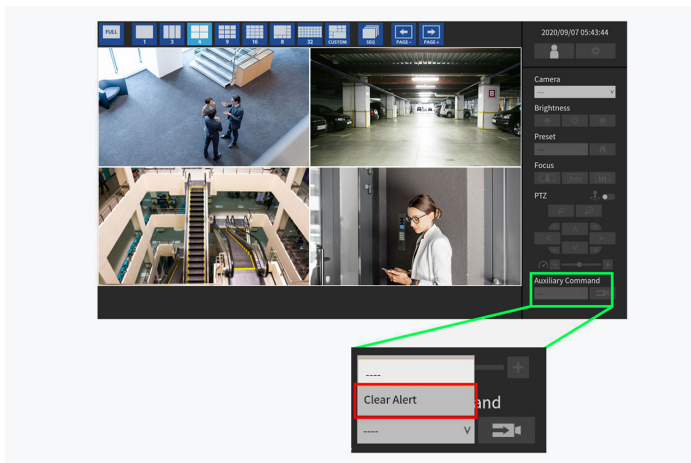 FULL
1
3
4
9
16
8
32
CUSTOM
SEQ
PAGE -
PAGE +
2020/09/07 05:43:44
Camera
---
Brightness
Preset
---
Focus
PTZ
Auxiliary Command
---
B
----
Clear Alert
and
----